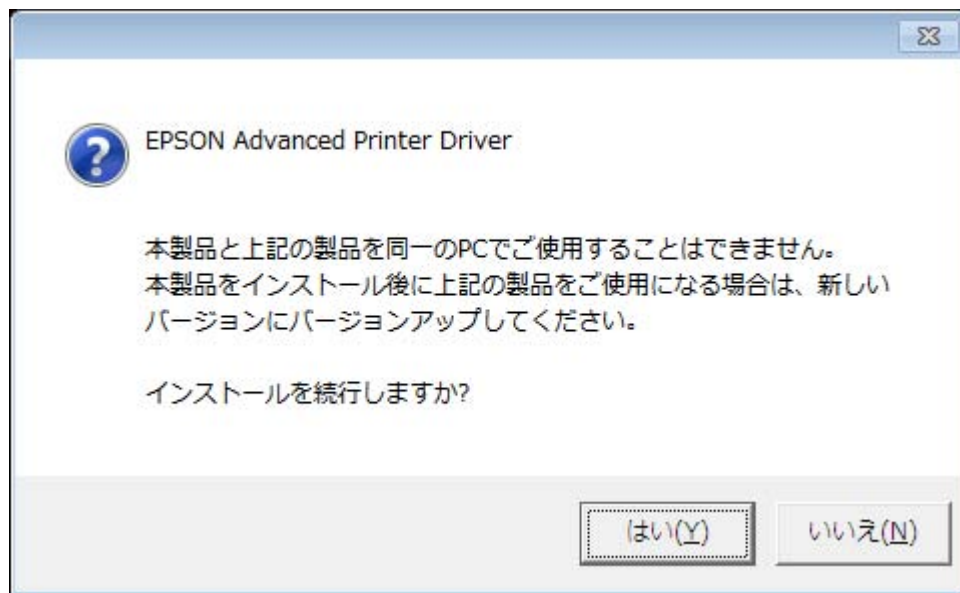 EPSON Advanced Printer Driver
本製品と上記の製品を同一のPCでご使用することはできません。
本製品をインストール後に上記の製品をご使用になる場合は、新しい
バージョンにバージョンアップしてください。
インストールを続行しますか?
はい(Y)
いいえ(N)